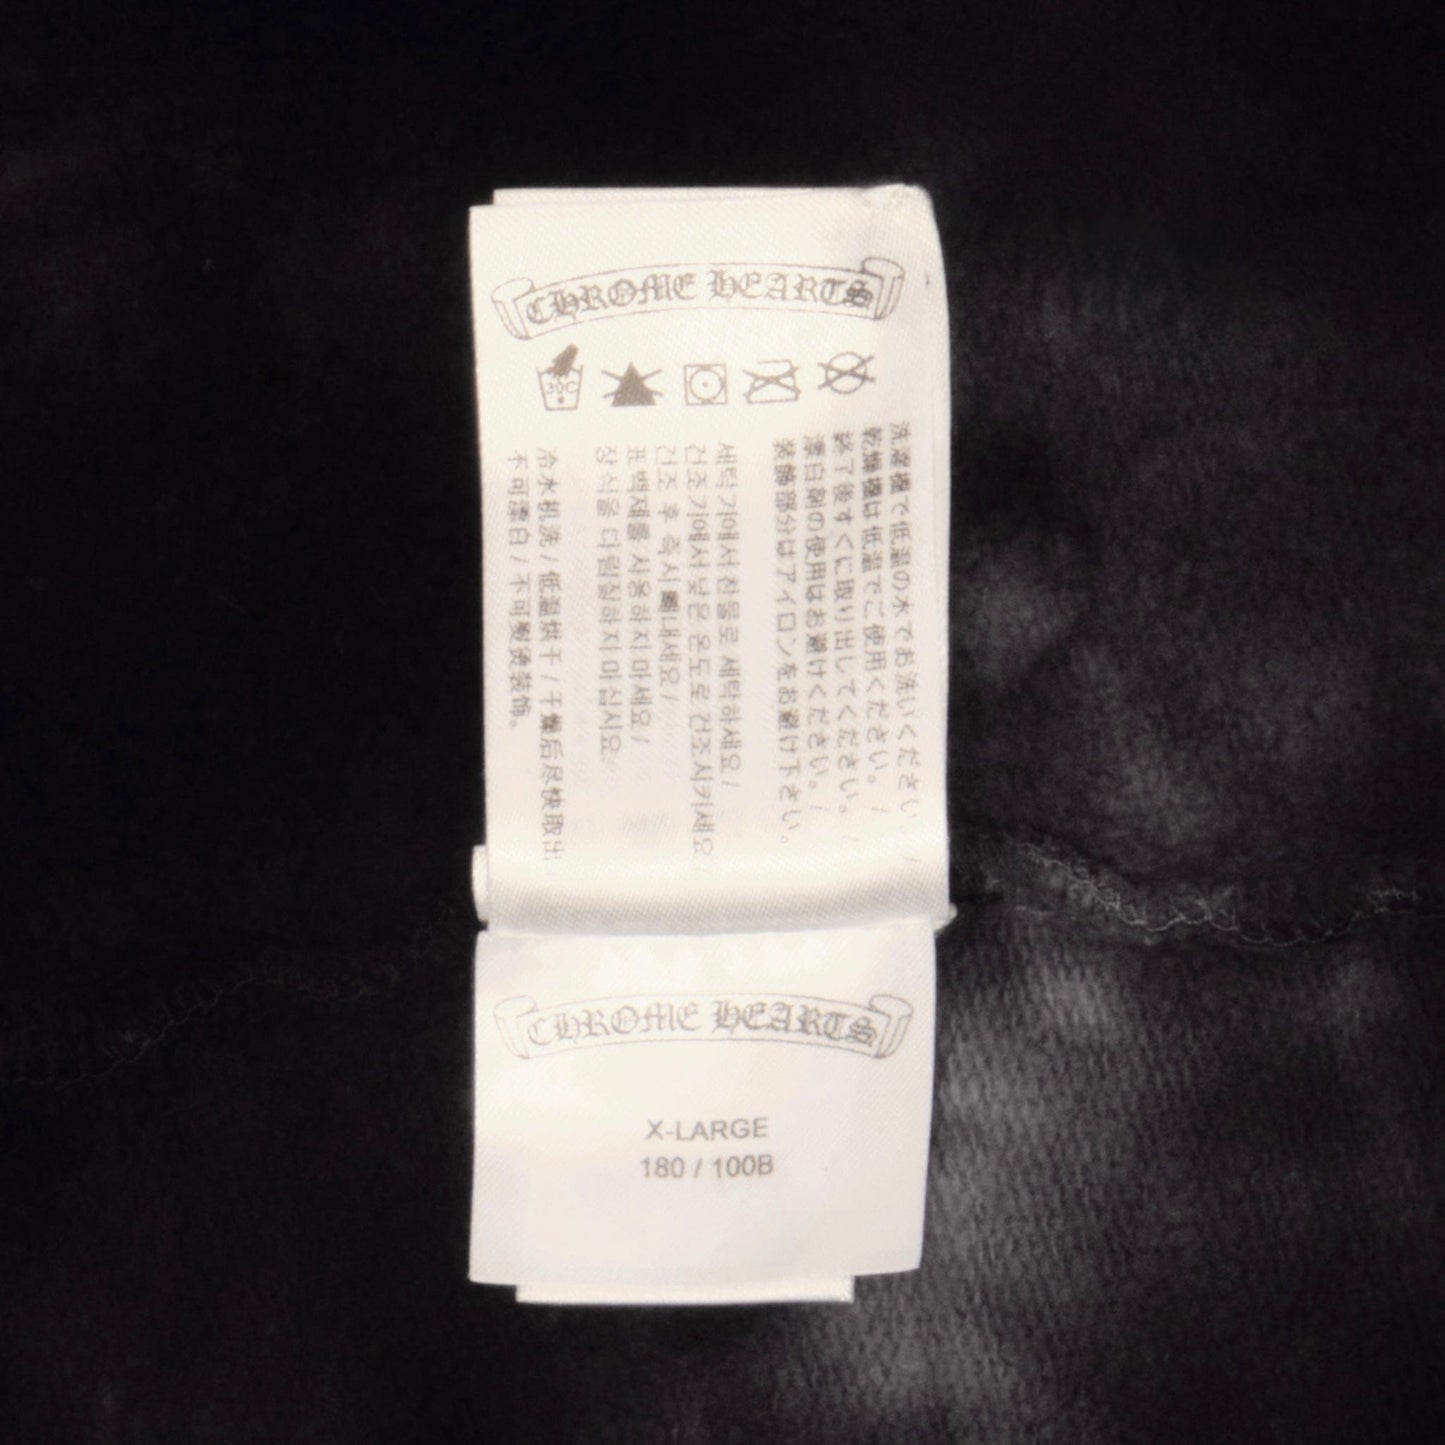 CHROME HEARTS
30C
洗濯機で低温の水でお洗いください。/
乾燥機は低温でご使用ください。/
終了後すぐに取り出してください。/
漂白剤の使用はお避けください。/
装飾部分はアイロンをお避け下さい。
세탁기에서 찬물로 세탁하세요/
건조기에서 낮은 온도로 건조시키세요
건조 후 즉시 꺼내세요/
표백제를 사용하지 마세요/
장식을 다림질하지 마십시오
冷水机洗/低温烘干/干燥后尽快取出
不可漂白/不可熨烫装饰。
CHROME HEARTS
X-LARGE
180 / 100B